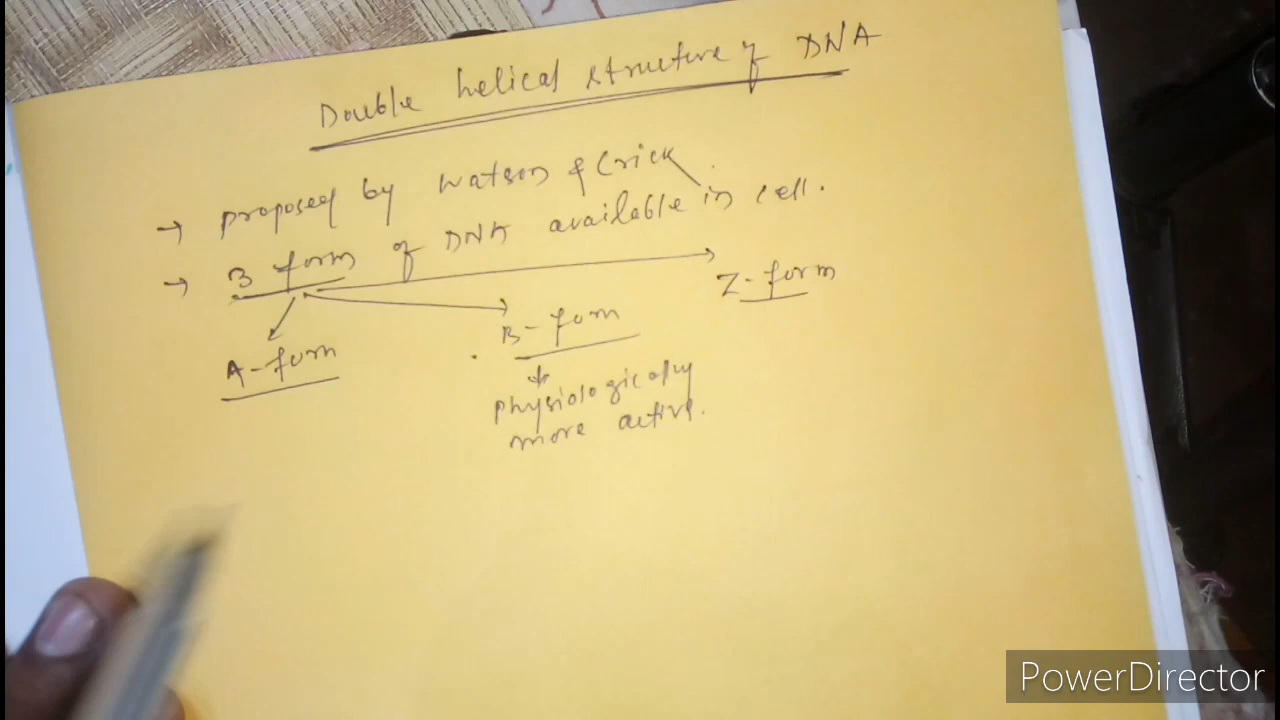 Double helical structure of DNA
→ proposed by Watson & Crick
→ 3 form of DNA available in cell.
A-form
B-form
Z-form
physiologically
more active.
PowerDirector